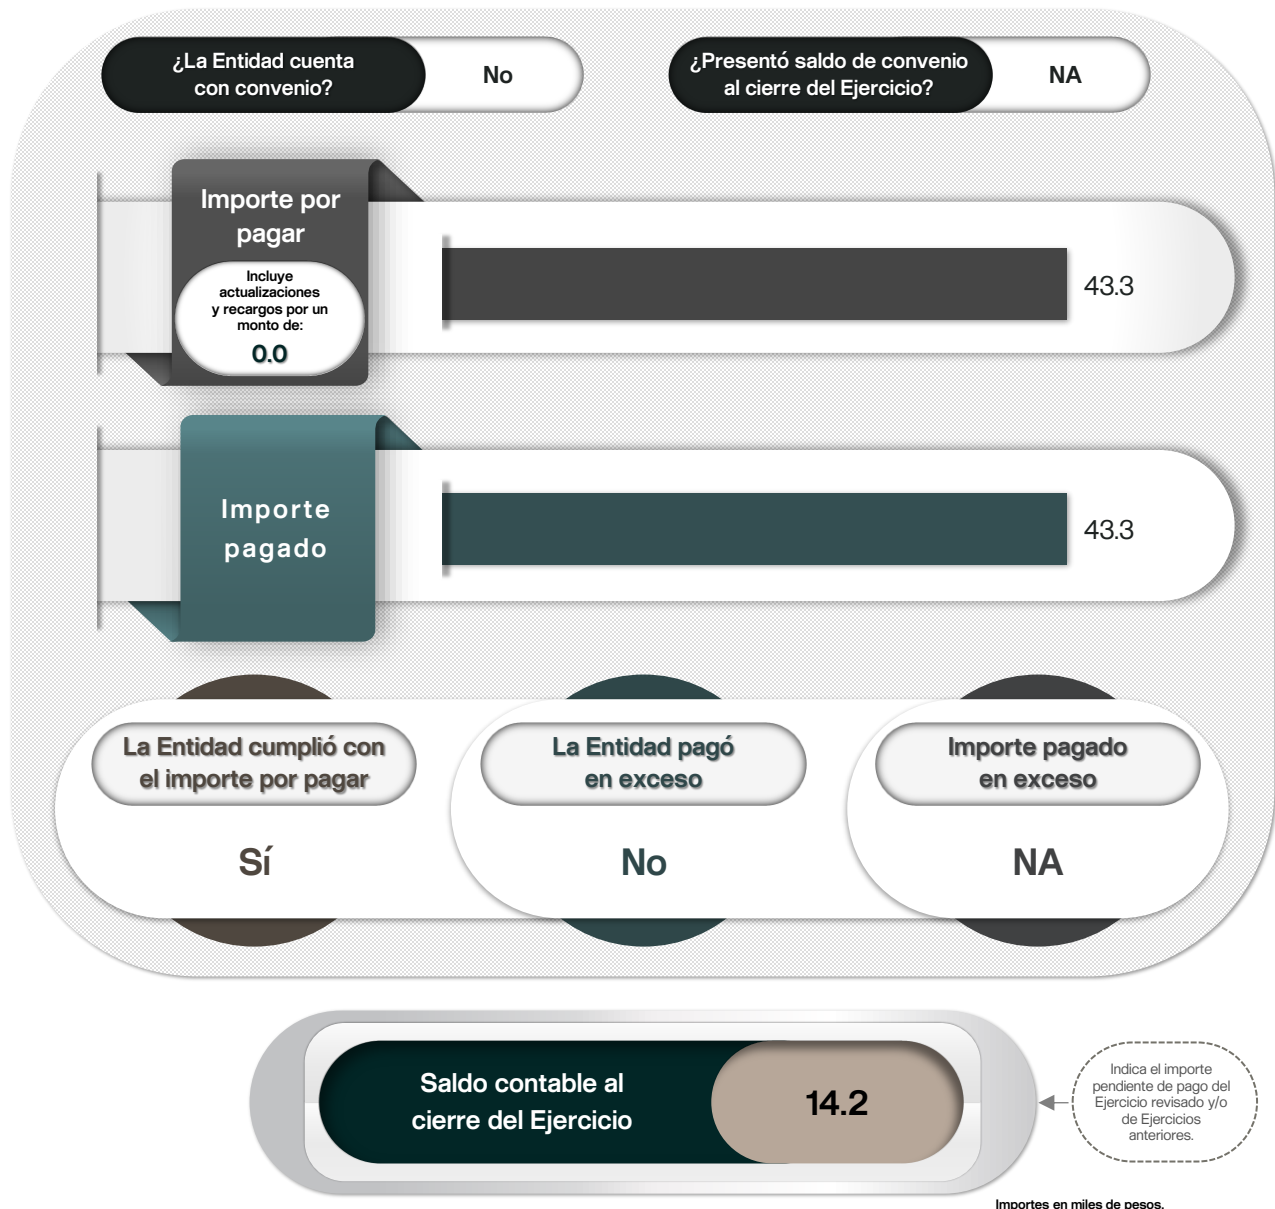 ¿La Entidad cuenta
con convenio?
No
¿Presentó saldo de convenio
al cierre del Ejercicio?
NA
Importe por
pagar
Incluye
actualizaciones
y recargos por un
monto de:
0.0
43.3
Importe
pagado
43.3
La Entidad cumplió con
el importe por pagar
Sí
La Entidad pagó
en exceso
No
Importe pagado
en exceso
NA
Saldo contable al
cierre del Ejercicio
14.2
Indica el importe
pendiente de pago del
Ejercicio revisado y/o
de Ejercicios
anteriores.
Importes en miles de pesos.